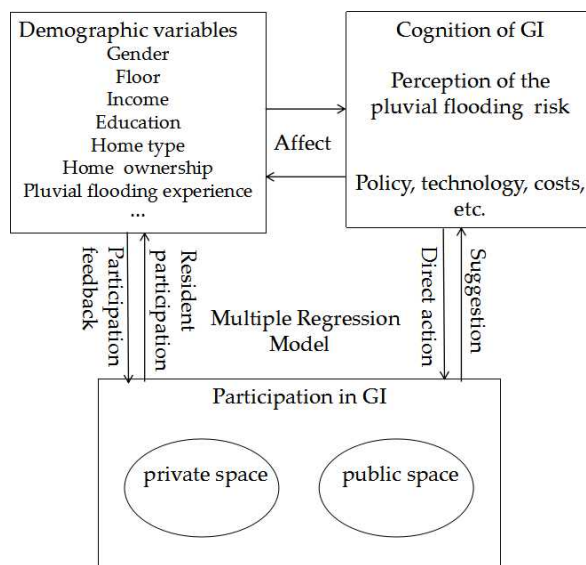 Demographic variables
Gender
Floor
Income
Education
Home type
Home ownership
Pluvial flooding experience
...
Affect
Cognition of GI
Perception of the
pluvial flooding risk
Policy, technology, costs,
etc.
Participation
feedback
Resident
participation
Multiple Regression
Model
Direct action
Suggestion
Participation in GI
private space
public space